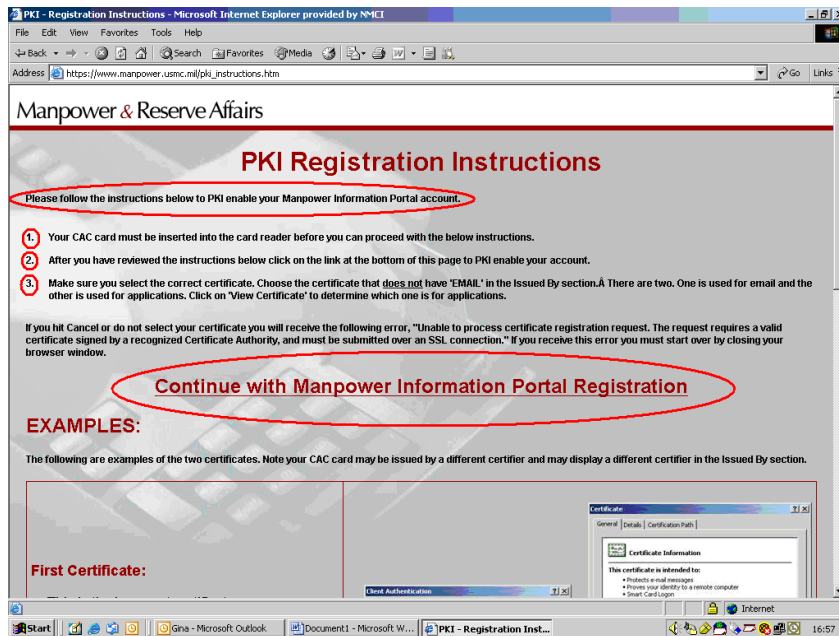 PKI - Registration Instructions - Microsoft Internet Explorer provided by NMCI
File Edit View Favorites Tools Help
Back Search Favorites Media
Address https://www.manpower.usmc.mil/pki_instructions.htm Go Links
Manpower & Reserve Affairs
PKI Registration Instructions
Please follow the instructions below to PKI enable your Manpower Information Portal account.
1. Your CAC card must be inserted into the card reader before you can proceed with the below instructions.
2. After you have reviewed the instructions below click on the link at the bottom of this page to PKI enable your account.
3. Make sure you select the correct certificate. Choose the certificate that does not have 'EMAIL' in the Issued By section.Â There are two. One is used for email and the
other is used for applications. Click on 'View Certificate' to determine which one is for applications.
If you hit Cancel or do not select your certificate you will receive the following error, "Unable to process certificate registration request. The request requires a valid
certificate signed by a recognized Certificate Authority, and must be submitted over an SSL connection." If you receive this error you must start over by closing your
browser window.
Continue with Manpower Information Portal Registration
EXAMPLES:
The following are examples of the two certificates. Note your CAC card may be issued by a different certifier and may display a different certifier in the Issued By section.
Certificate
General Details Certification Path
Certificate Information
This certificate is intended to:
• Protects e-mail messages
• Proves your identity to a remote computer
• Smart Card Logon
First Certificate:
Client Authentication
Internet
Start Gina - Microsoft Outlook Document1 - Microsoft W... PKI - Registration Inst... 16:57